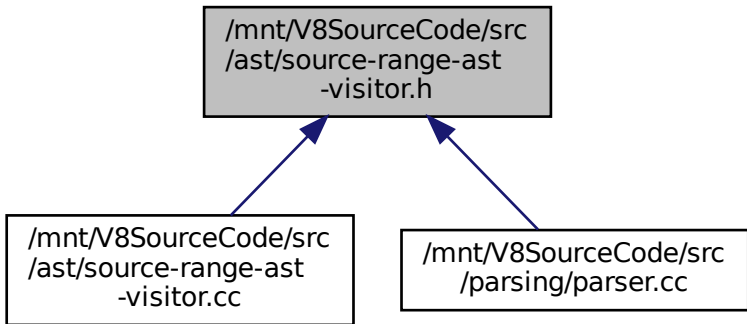 /mnt/V8SourceCode/src
/ast/source-range-ast
-visitor.h
/mnt/V8SourceCode/src
/ast/source-range-ast
-visitor.cc
/mnt/V8SourceCode/src
/parsing/parser.cc